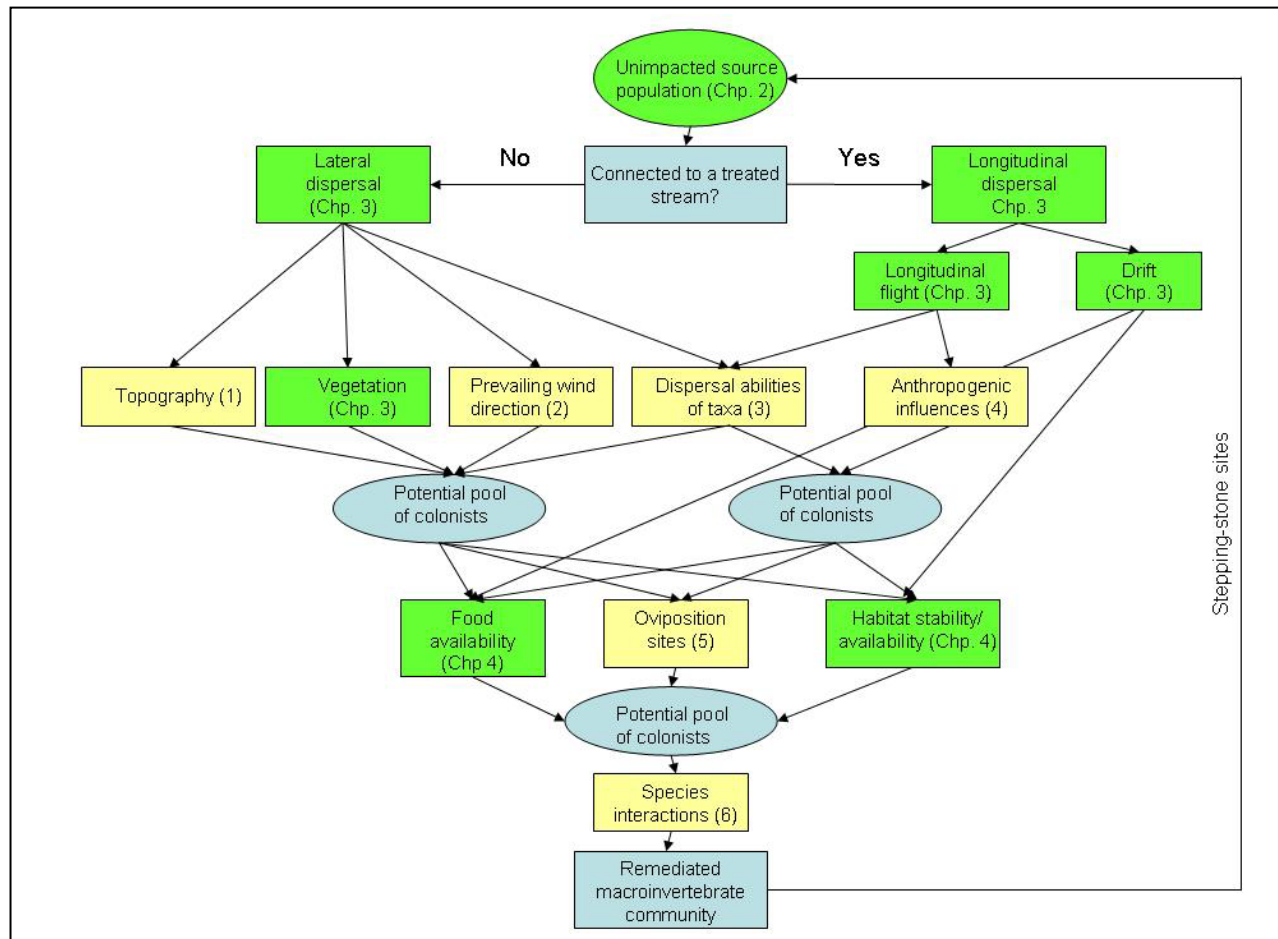 Unimpacted source
population (Chp. 2)
No
Yes
Lateral
dispersal
(Chp. 3)
Connected to a treated
stream?
Longitudinal
dispersal
Chp. 3
Longitudinal
flight (Chp. 3)
Drift
(Chp. 3)
Topography (1)
Vegetation
(Chp. 3)
Prevailing wind
direction (2)
Dispersal abilities
of taxa (3)
Anthropogenic
influences (4)
Potential pool
of colonists
Potential pool
of colonists
Stepping-stone sites
Food
availability
(Chp 4)
Oviposition
sites (5)
Habitat stability/
availability (Chp. 4)
Potential pool
of colonists
Species
interactions (6)
Remediated
macroinvertebrate
community